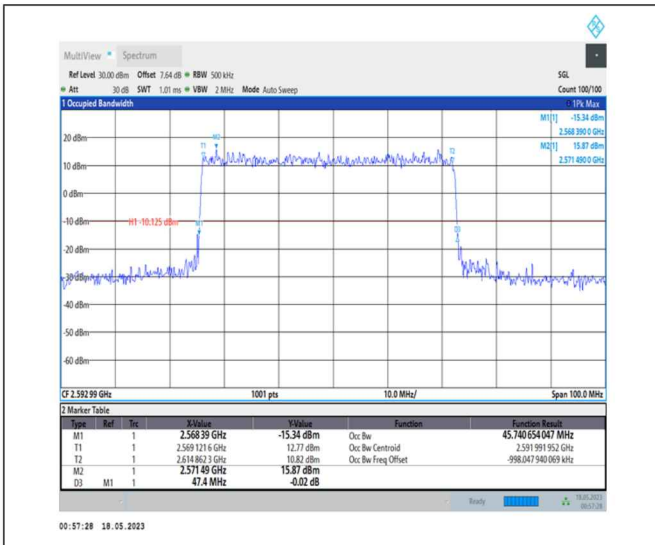 MultiView Spectrum
Ref Level 30.00 dBm Offset 7.64 dB RBW 500 kHz SGL
Att 30 dB SWT 1.01 ms VBW 2 MHz Mode Auto Sweep Count 100/100
1 Occupied Bandwidth 1Pk Max
M1[1] -15.34 dBm
2.568 390 0 GHz
M2[1] 15.87 dBm
2.571 490 0 GHz
20 dBm
T1 M2 T2
10 dBm
0 dBm
-10 dBm H1 -10.125 dBm M1
D3
-20 dBm
-30 dBm
-40 dBm
-50 dBm
-60 dBm
CF 2.592 99 GHz 1001 pts 10.0 MHz/ Span 100.0 MHz
2 Marker Table
Type Ref Trc X-Value Y-Value Function Function Result
M1 1 2.568 39 GHz -15.34 dBm Occ Bw 45.740 654 047 MHz
T1 1 2.569 121 6 GHz 12.77 dBm Occ Bw Centroid 2.591 991 952 GHz
T2 1 2.614 862 3 GHz 10.82 dBm Occ Bw Freq Offset -998.047 940 069 kHz
M2 1 2.571 49 GHz 15.87 dBm
D3 M1 1 47.4 MHz -0.02 dB
Ready 18.05.2023
00:57:28
00:57:28 18.05.2023